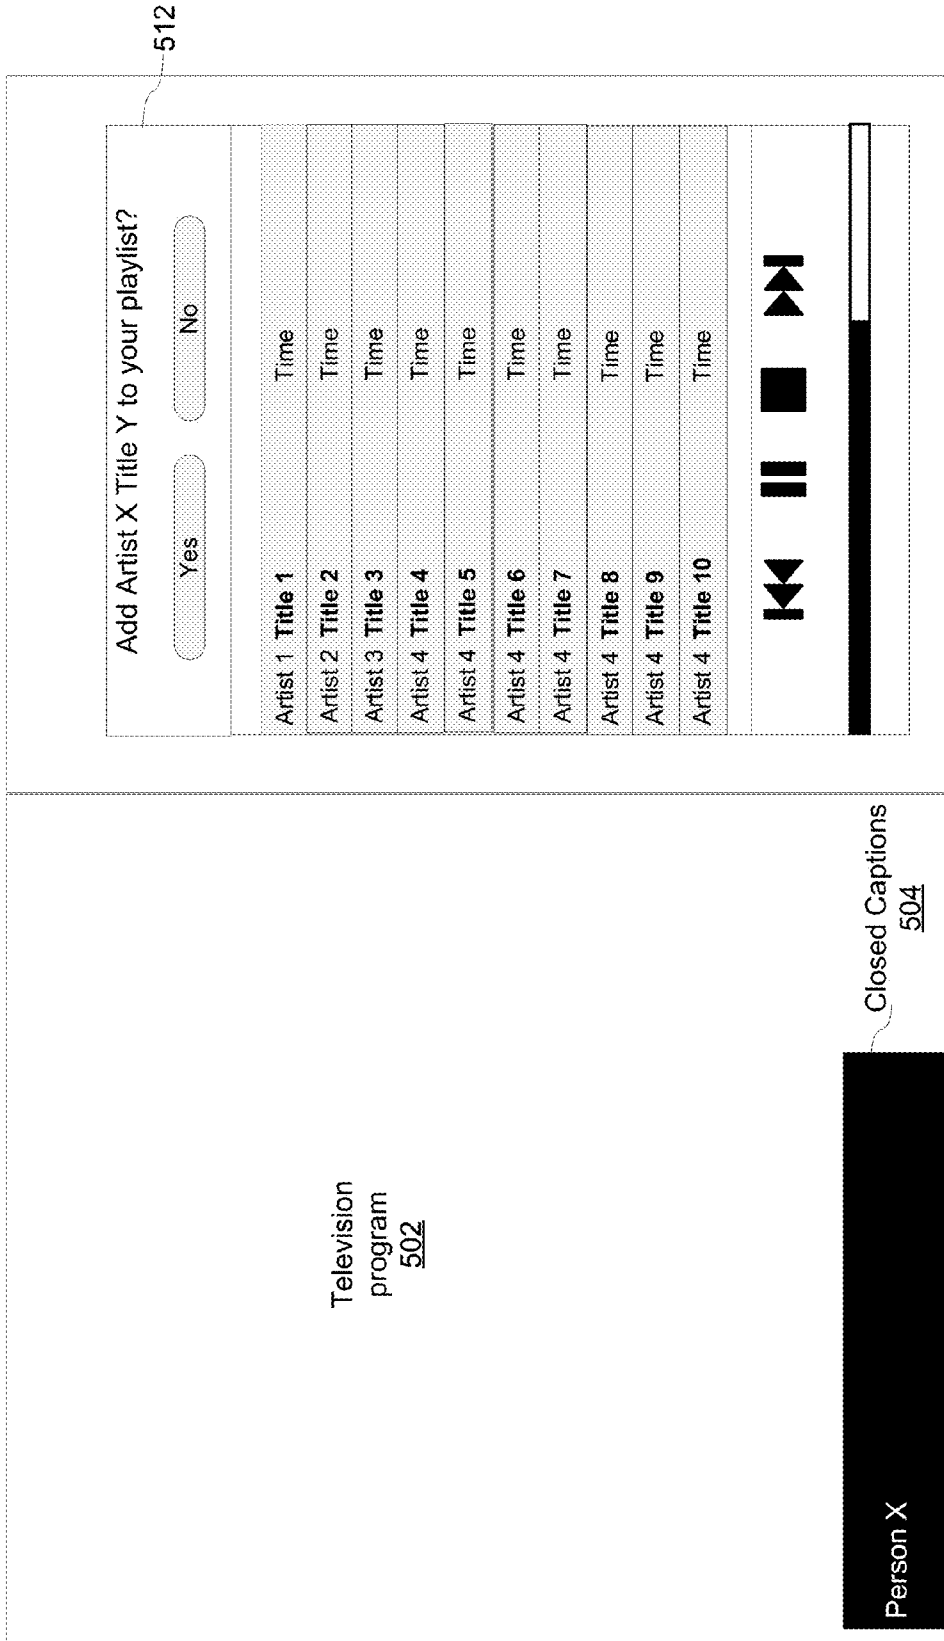 Television
program
502
Person X
Closed Captions
504
512
Add Artist X Title Y to your playlist?
Yes
No
Artist 1 Title 1 Time
Artist 2 Title 2 Time
Artist 3 Title 3 Time
Artist 4 Title 4 Time
Artist 4 Title 5 Time
Artist 4 Title 6 Time
Artist 4 Title 7 Time
Artist 4 Title 8 Time
Artist 4 Title 9 Time
Artist 4 Title 10 Time